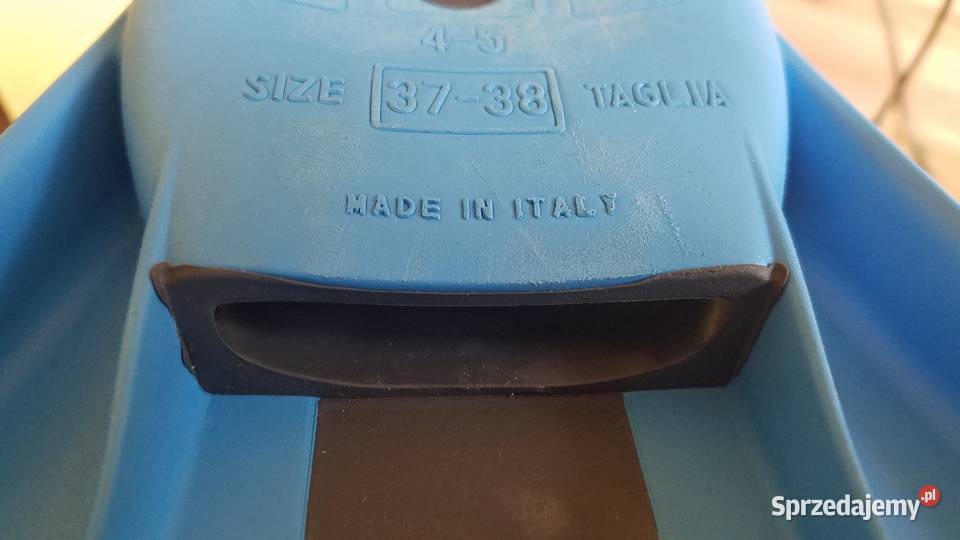 4-5
SIZE 37-38 TAGLIA
MADE IN ITALY
Sprzedajemy.pl